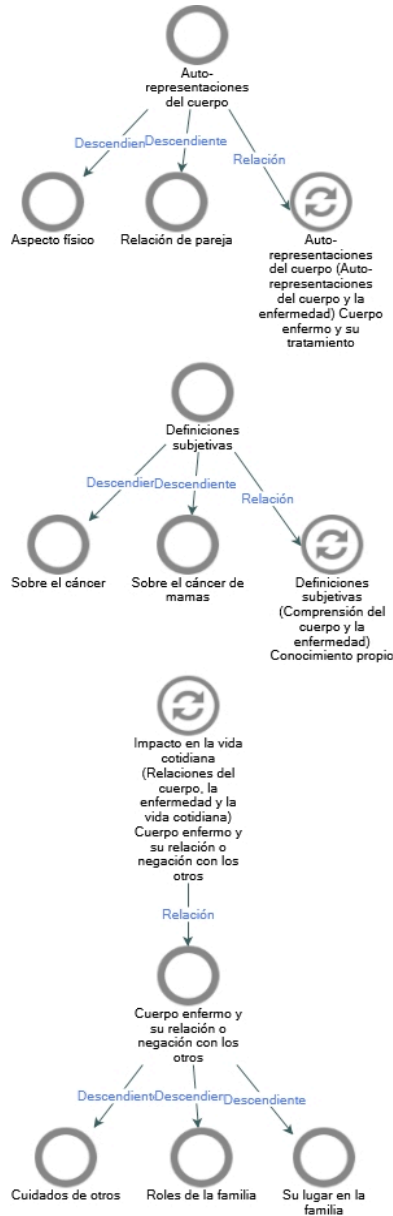 Auto-
representaciones
del cuerpo
Descendien
Descendiente
Relación
Aspecto físico
Relación de pareja
Auto-
representaciones
del cuerpo (Auto-
representaciones
del cuerpo y la
enfermedad) Cuerpo
enfermo y su
tratamiento
Definiciones
subjetivas
Descendier
Descendiente
Relación
Sobre el cáncer
Sobre el cáncer de
mamas
Definiciones
subjetivas
(Comprensión del
cuerpo y la
enfermedad)
Conocimiento propio
Impacto en la vida
cotidiana
(Relaciones del
cuerpo, la
enfermedad y la
vida cotidiana)
Cuerpo enfermo y
su relación o
negación con los
otros
Relación
Cuerpo enfermo y
su relación o
negación con los
otros
Descendiente
Descendien
Descendiente
Cuidados de otros
Roles de la familia
Su lugar en la
familia